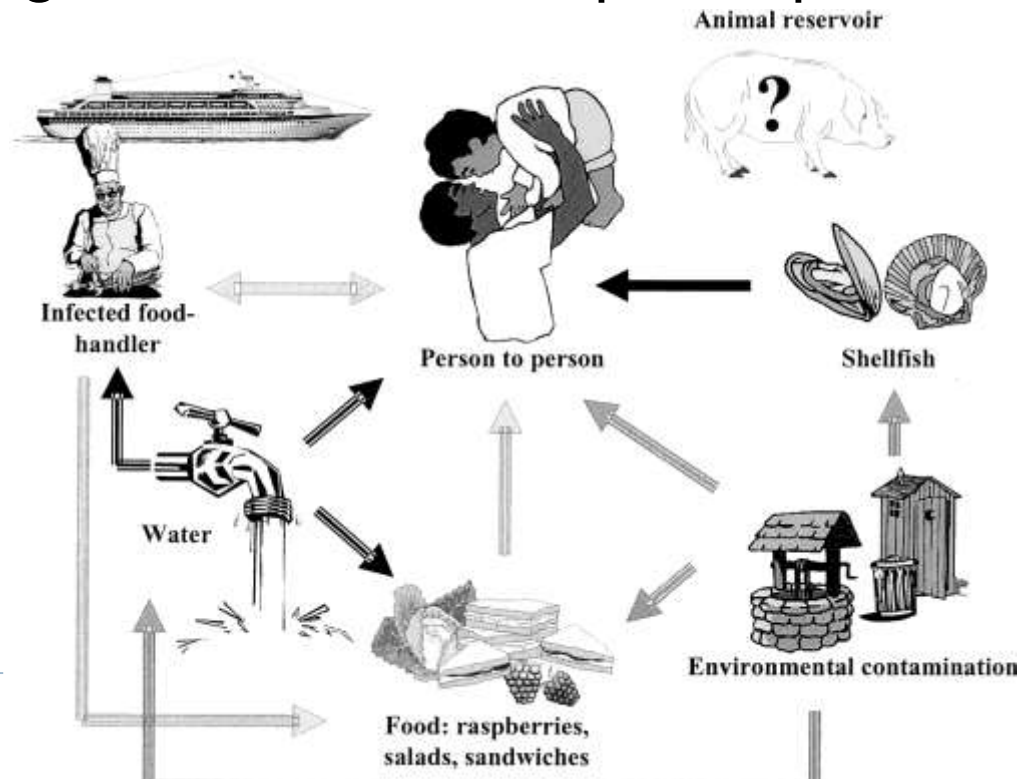 Animal reservoir
?
Infected food-
handler
Person to person
Shellfish
Water
Environmental contamination
Food: raspberries,
salads, sandwiches